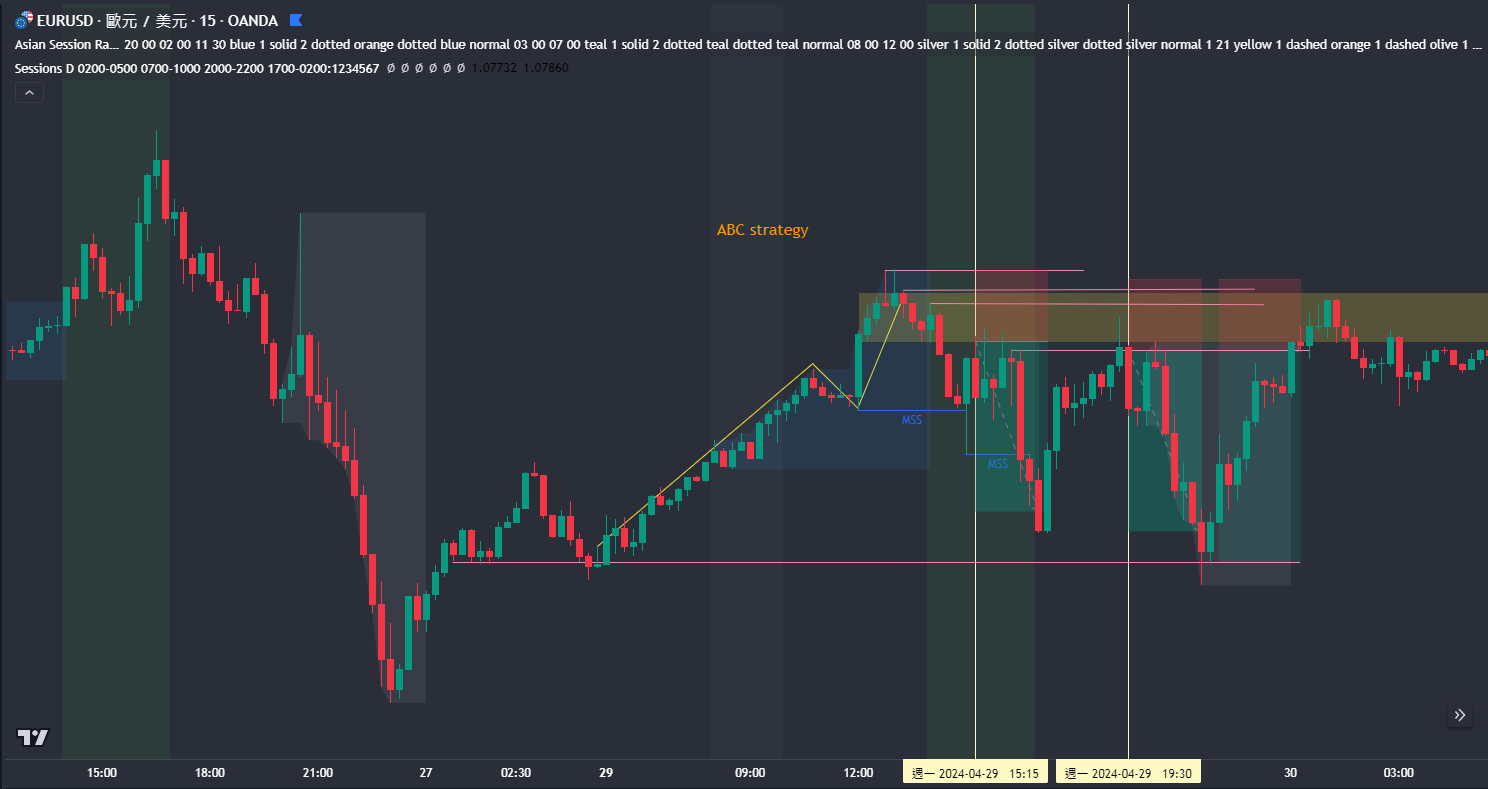 EURUSD · 歐元 / 美元 · 15 · OANDA
Asian Session Ra... 20 00 02 00 11 30 blue 1 solid 2 dotted orange dotted blue normal 03 00 07 00 teal 1 solid 2 dotted teal dotted teal normal 08 00 12 00 silver 1 solid 2 dotted silver dotted silver normal 1 21 yellow 1 dashed orange 1 dashed olive 1 ...
Sessions D 0200-0500 0700-1000 2000-2200 1700-0200:1234567 ∅ ∅ ∅ ∅ ∅ ∅ 1.07732 1.07860
ABC strategy
MSS
MSS
15:00 18:00 21:00 27 02:30 29 09:00 12:00 週一 2024-04-29 15:15 週一 2024-04-29 19:30 30 03:00